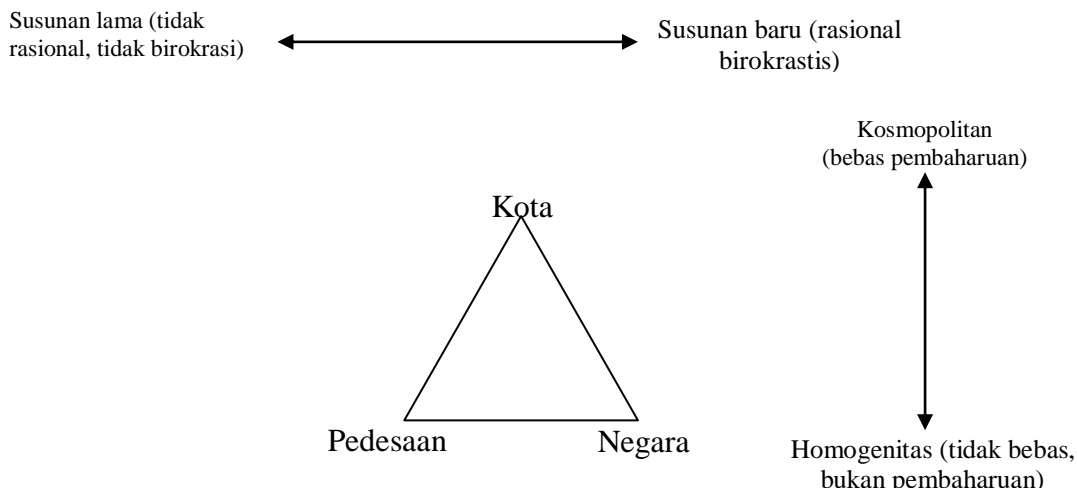 Susunan lama (tidak
rasional, tidak birokrasi)
Susunan baru (rasional
birokrastis)
Kosmopolitan
(bebas pembaharuan)
Kota
Pedesaan
Negara
Homogenitas (tidak bebas,
bukan pembaharuan)